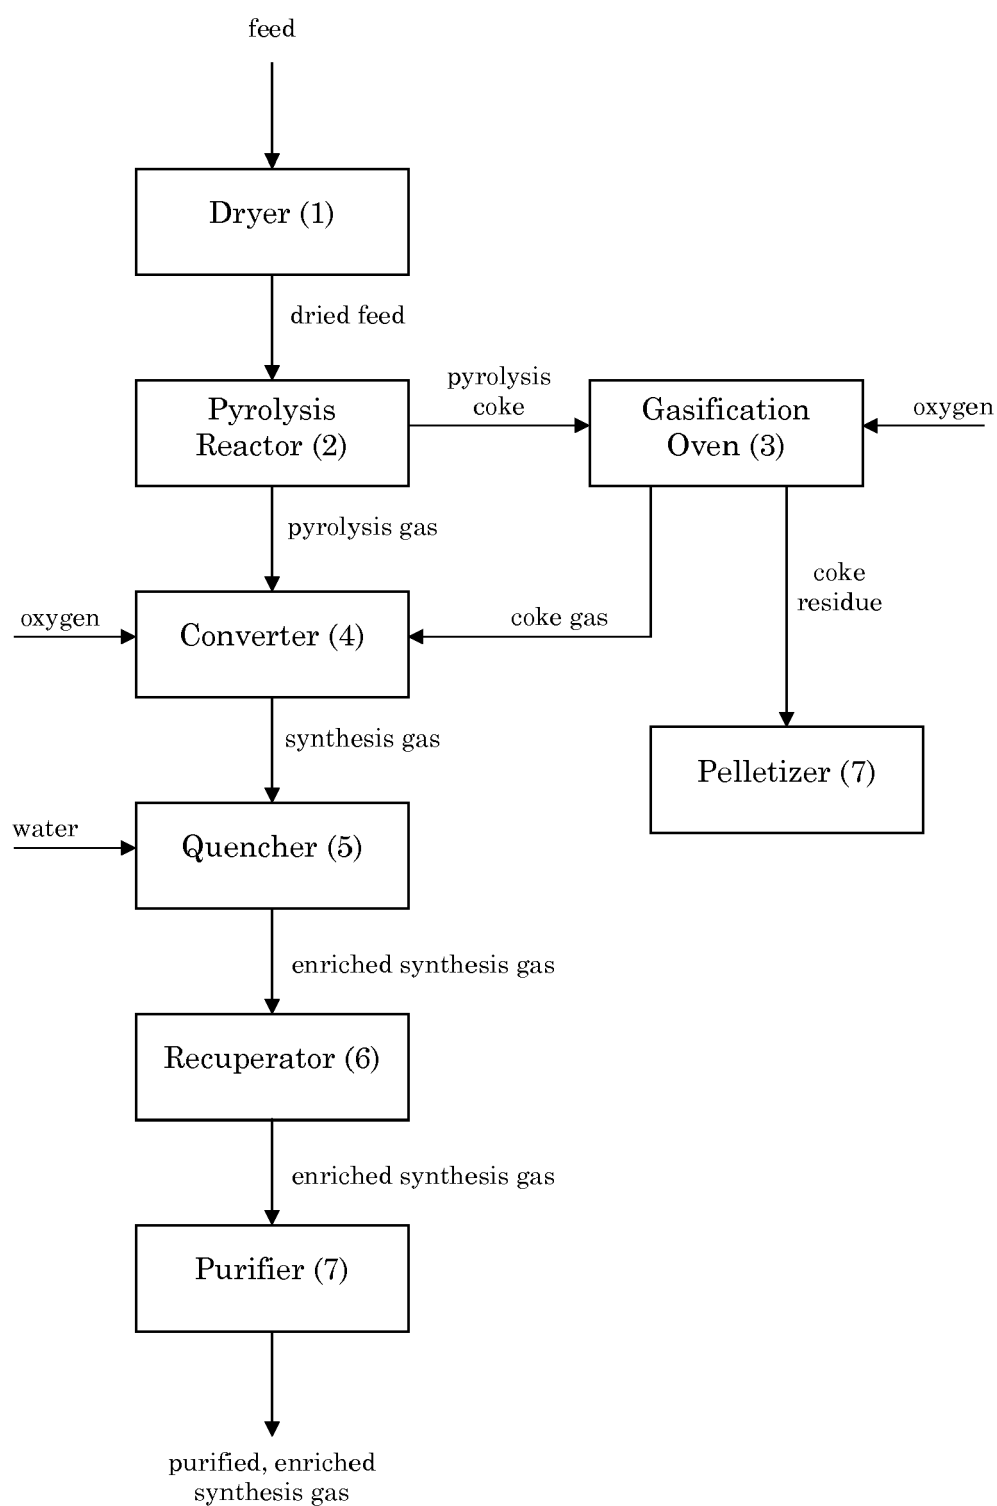 feed
Dryer (1)
dried feed
Pyrolysis
Reactor (2)
pyrolysis
coke
Gasification
Oven (3)
oxygen
pyrolysis gas
coke
residue
oxygen
Converter (4)
coke gas
synthesis gas
Pelletizer (7)
water
Quencher (5)
enriched synthesis gas
Recuperator (6)
enriched synthesis gas
Purifier (7)
purified, enriched
synthesis gas